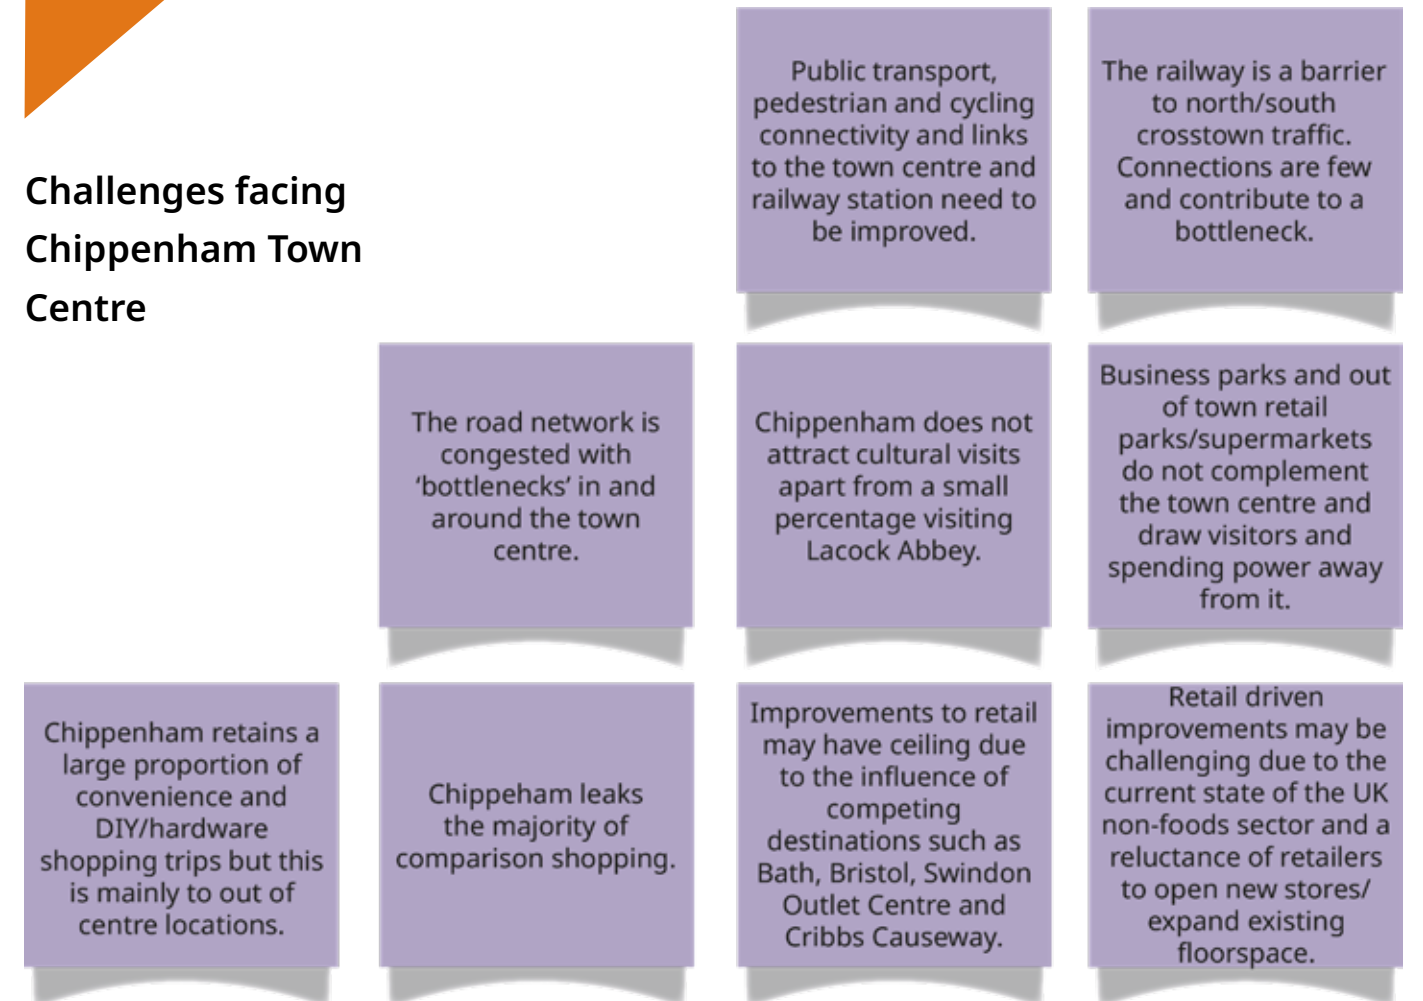 Challenges facing
Chippenham Town
Centre
Public transport,
pedestrian and cycling
connectivity and links
to the town centre and
railway station need to
be improved.
The railway is a barrier
to north/south
crosstown traffic.
Connections are few
and contribute to a
bottleneck.
The road network is
congested with
‘bottlenecks’ in and
around the town
centre.
Chippenham does not
attract cultural visits
apart from a small
percentage visiting
Lacock Abbey.
Business parks and out
of town retail
parks/supermarkets
do not complement
the town centre and
draw visitors and
spending power away
from it.
Chippenham retains a
large proportion of
convenience and
DIY/hardware
shopping trips but this
is mainly to out of
centre locations.
Chippeham leaks
the majority of
comparison shopping.
Improvements to retail
may have ceiling due
to the influence of
competing
destinations such as
Bath, Bristol, Swindon
Outlet Centre and
Cribbs Causeway.
Retail driven
improvements may be
challenging due to the
current state of the UK
non-foods sector and a
reluctance of retailers
to open new stores/
expand existing
floorspace.